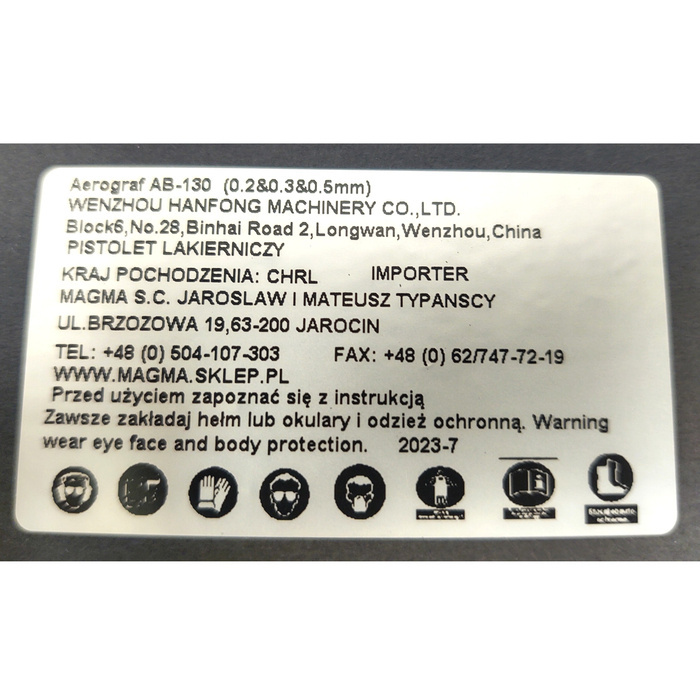 Aerograf AB-130 (0.2&0.3&0.5mm)
WENZHOU HANFONG MACHINERY CO.,LTD.
Block6,No.28,Binhai Road 2,Longwan,Wenzhou,China
PISTOLET LAKIERNICZY
KRAJ POCHODZENIA: CHRL IMPORTER
MAGMA S.C. JAROSLAW I MATEUSZ TYPANSCY
UL.BRZOZOWA 19,63-200 JAROCIN
TEL: +48 (0) 504-107-303 FAX: +48 (0) 62/747-72-19
WWW.MAGMA.SKLEP.PL
Przed użyciem zapoznać się z instrukcją
Zawsze zakładaj hełm lub okulary i odzież ochronną. Warning
wear eye face and body protection. 2023-7